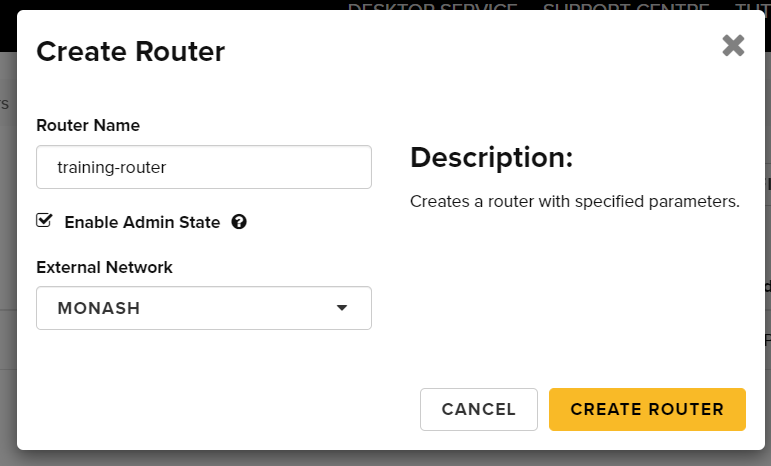 DESKTOP SERVICE SUPPORT CENTRE
Create Router
Router Name
training-router
Description:
Creates a router with specified parameters.
Enable Admin State
External Network
MONASH
CANCEL
CREATE ROUTER